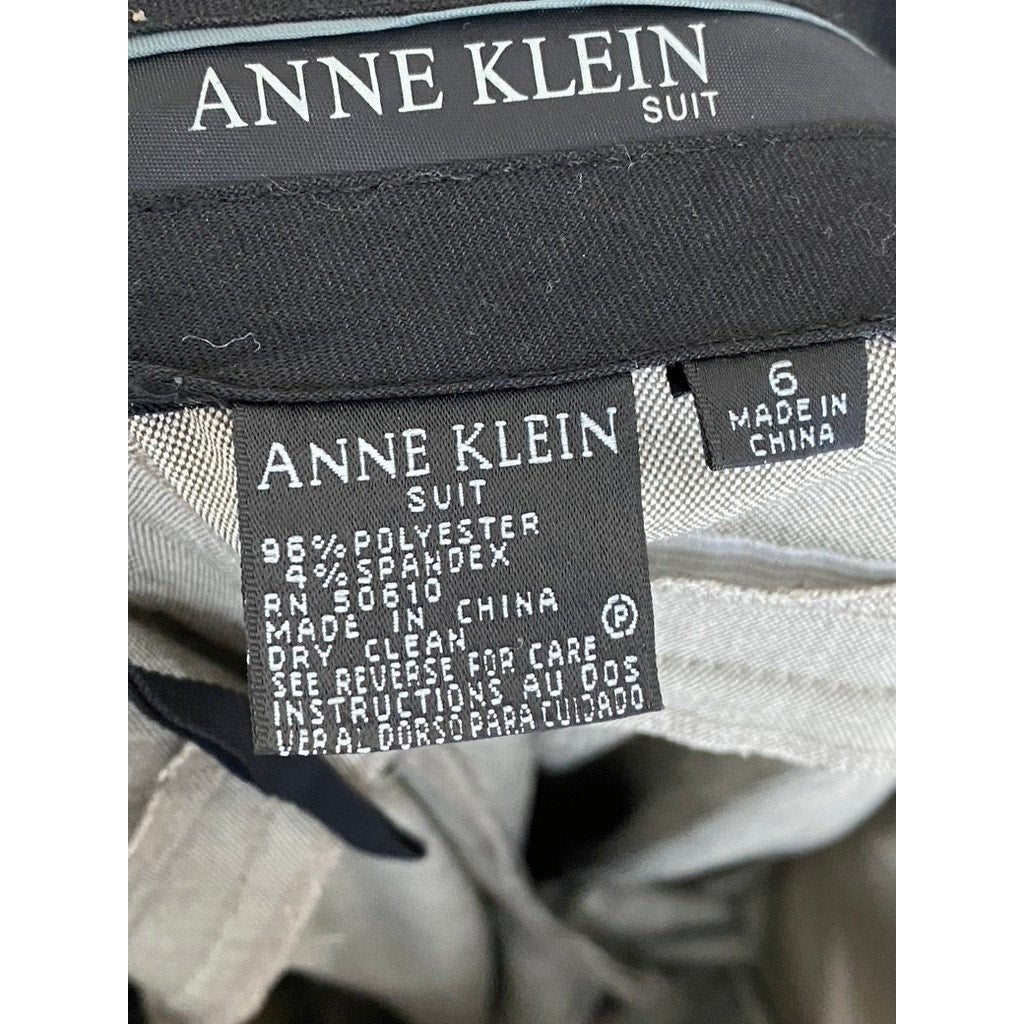 ANNE KLEIN
SUIT
6
MADE IN
CHINA
ANNE KLEIN
SUIT
96% POLYESTER
4% SPANDEX
RN 50610
MADE IN CHINA
DRY CLEAN P
SEE REVERSE FOR CARE
INSTRUCTIONS AU DOS
VER AL DORSO PARA CUIDADO